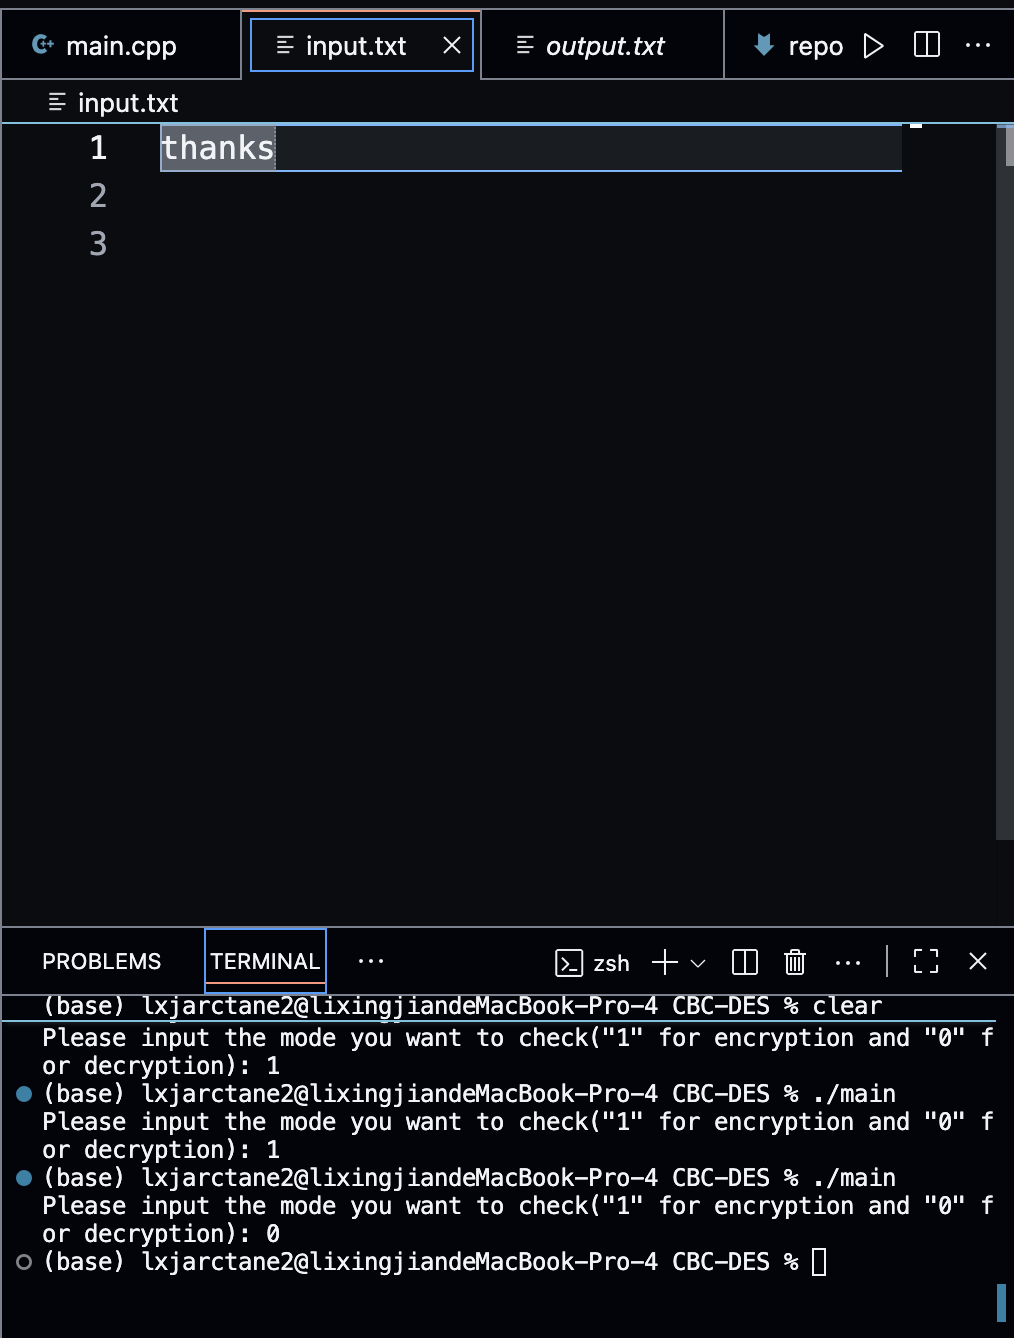 main.cpp
input.txt
output.txt
repo
input.txt
1 thanks
2
3
PROBLEMS
TERMINAL
zsh
(base) lxjarctane2@lixingjiandeMacBook-Pro-4 CBC-DES % clear
Please input the mode you want to check("1" for encryption and "0" f
or decryption): 1
(base) lxjarctane2@lixingjiandeMacBook-Pro-4 CBC-DES % ./main
Please input the mode you want to check("1" for encryption and "0" f
or decryption): 1
(base) lxjarctane2@lixingjiandeMacBook-Pro-4 CBC-DES % ./main
Please input the mode you want to check("1" for encryption and "0" f
or decryption): 0
(base) lxjarctane2@lixingjiandeMacBook-Pro-4 CBC-DES %